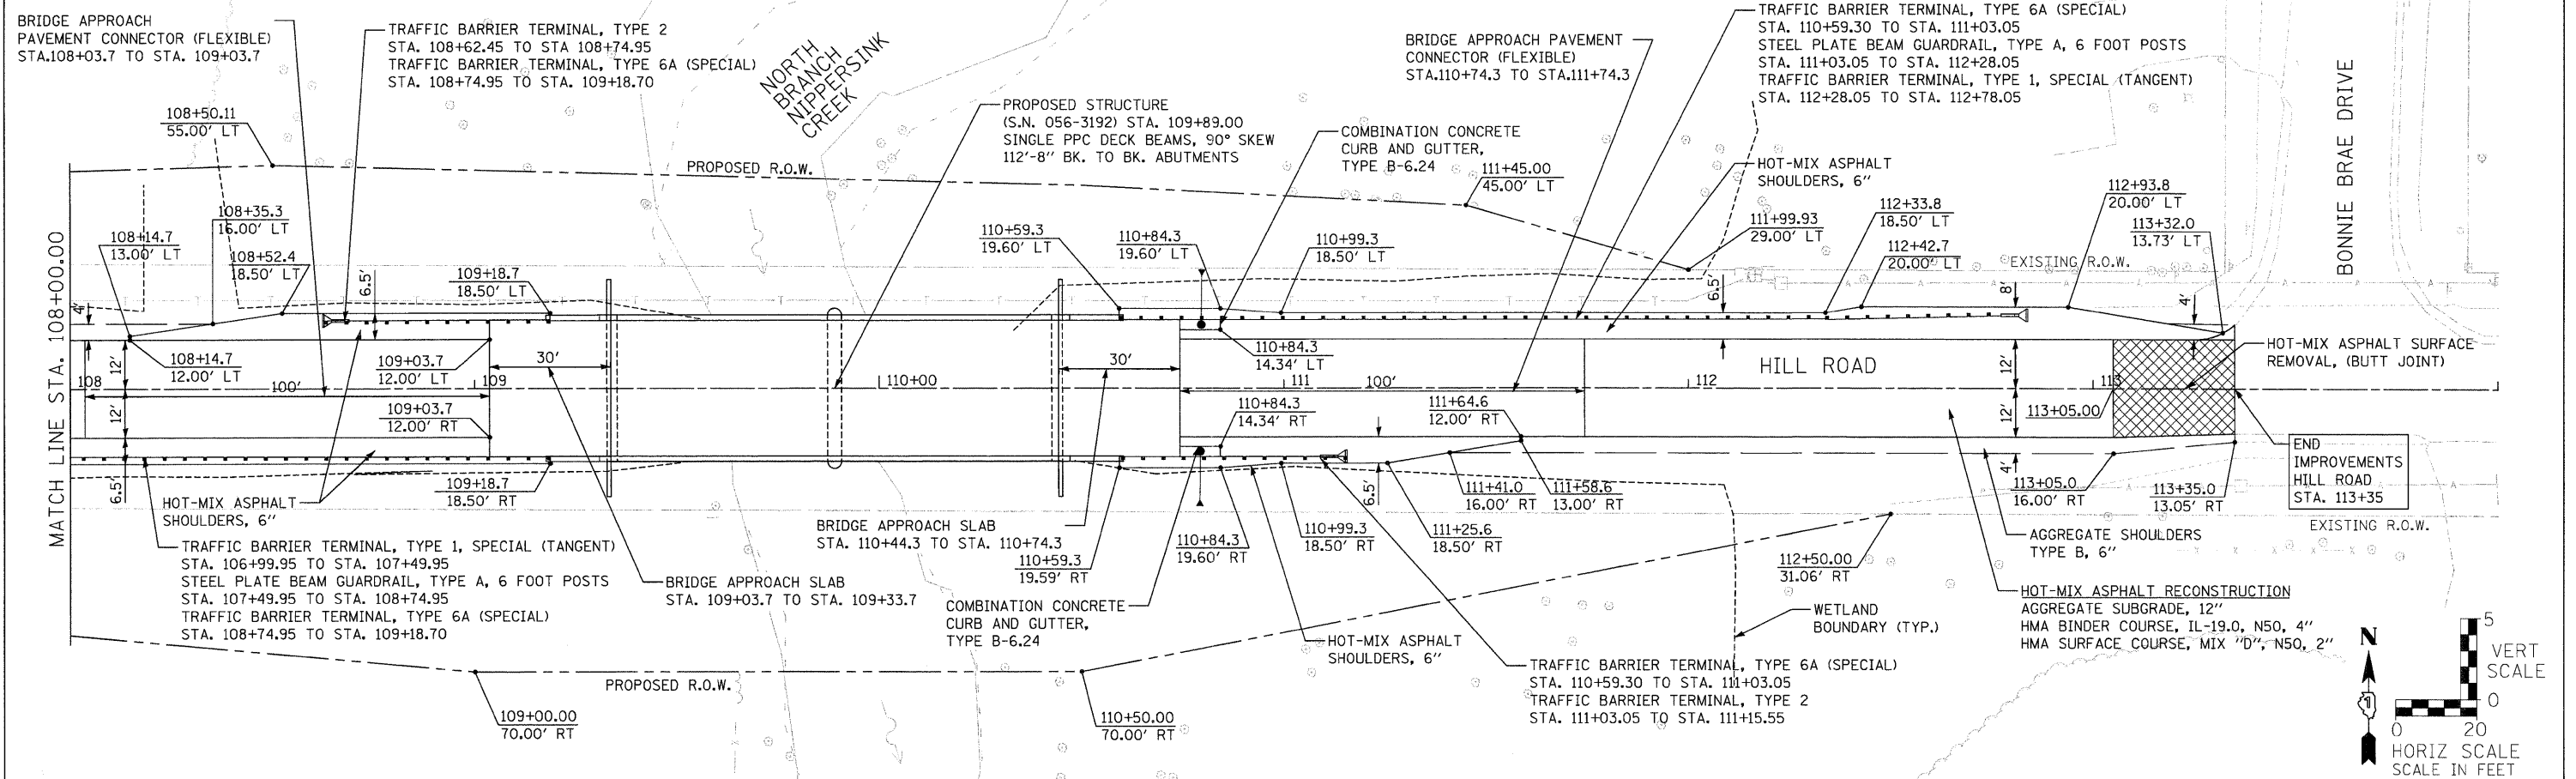 BRIDGE APPROACH
PAVEMENT CONNECTOR (FLEXIBLE)
STA.108+03.7 TO STA. 109+03.7
TRAFFIC BARRIER TERMINAL, TYPE 2
STA. 108+62.45 TO STA 108+74.95
TRAFFIC BARRIER TERMINAL, TYPE 6A (SPECIAL)
STA. 108+74.95 TO STA. 109+18.70
NORTH
BRANCH
NIPPERSINK
CREEK
PROPOSED STRUCTURE
(S.N. 056-3192) STA. 109+89.00
SINGLE PPC DECK BEAMS, 90° SKEW
112'-8" BK. TO BK. ABUTMENTS
COMBINATION CONCRETE
CURB AND GUTTER,
TYPE B-6.24
BRIDGE APPROACH PAVEMENT
CONNECTOR (FLEXIBLE)
STA.110+74.3 TO STA.111+74.3
TRAFFIC BARRIER TERMINAL, TYPE 6A (SPECIAL)
STA. 110+59.30 TO STA. 111+03.05
STEEL PLATE BEAM GUARDRAIL, TYPE A, 6 FOOT POSTS
STA. 111+03.05 TO STA. 112+28.05
TRAFFIC BARRIER TERMINAL, TYPE 1, SPECIAL (TANGENT)
STA. 112+28.05 TO STA. 112+78.05
HOT-MIX ASPHALT
SHOULDERS, 6"
BONNIE BRAE DRIVE
108+50.11
55.00' LT
PROPOSED R.O.W.
111+45.00
45.00' LT
108+14.7
13.00' LT
108+35.3
16.00' LT
108+52.4
18.50' LT
109+18.7
18.50' LT
110+59.3
19.60' LT
110+84.3
19.60' LT
110+99.3
18.50' LT
111+99.93
29.00' LT
112+33.8
18.50' LT
112+42.7
20.00' LT
112+93.8
20.00' LT
113+32.0
13.73' LT
EXISTING R.O.W.
4'
6.5'
6.5'
8'
4'
MATCH LINE STA. 108+00.00
108+14.7
12.00' LT
109+03.7
12.00' LT
30'
30'
110+84.3
14.34' LT
HILL ROAD
HOT-MIX ASPHALT SURFACE
REMOVAL, (BUTT JOINT)
12'
12'
108
100'
109
110+00
111
100'
112
113
12'
12'
109+03.7
12.00' RT
110+84.3
14.34' RT
111+64.6
12.00' RT
113+05.00
END
IMPROVEMENTS
HILL ROAD
STA. 113+35
6.5'
109+18.7
18.50' RT
6.5'
111+41.0
16.00' RT
111+58.6
13.00' RT
4'
113+05.0
16.00' RT
113+35.0
13.05' RT
HOT-MIX ASPHALT
SHOULDERS, 6"
BRIDGE APPROACH SLAB
STA. 110+44.3 TO STA. 110+74.3
110+59.3
19.59' RT
110+84.3
19.60' RT
110+99.3
18.50' RT
111+25.6
18.50' RT
EXISTING R.O.W.
AGGREGATE SHOULDERS
TYPE B, 6"
TRAFFIC BARRIER TERMINAL, TYPE 1, SPECIAL (TANGENT)
STA. 106+99.95 TO STA. 107+49.95
STEEL PLATE BEAM GUARDRAIL, TYPE A, 6 FOOT POSTS
STA. 107+49.95 TO STA. 108+74.95
TRAFFIC BARRIER TERMINAL, TYPE 6A (SPECIAL)
STA. 108+74.95 TO STA. 109+18.70
BRIDGE APPROACH SLAB
STA. 109+03.7 TO STA. 109+33.7
COMBINATION CONCRETE
CURB AND GUTTER,
TYPE B-6.24
HOT-MIX ASPHALT
SHOULDERS, 6"
112+50.00
31.06' RT
WETLAND
BOUNDARY (TYP.)
HOT-MIX ASPHALT RECONSTRUCTION
AGGREGATE SUBGRADE, 12"
HMA BINDER COURSE, IL-19.0, N50, 4"
HMA SURFACE COURSE, MIX "D", N50, 2"
TRAFFIC BARRIER TERMINAL, TYPE 6A (SPECIAL)
STA. 110+59.30 TO STA. 111+03.05
TRAFFIC BARRIER TERMINAL, TYPE 2
STA. 111+03.05 TO STA. 111+15.55
PROPOSED R.O.W.
109+00.00
70.00' RT
110+50.00
70.00' RT
N
1
5
VERT
SCALE
0
0 20
HORIZ SCALE
SCALE IN FEET